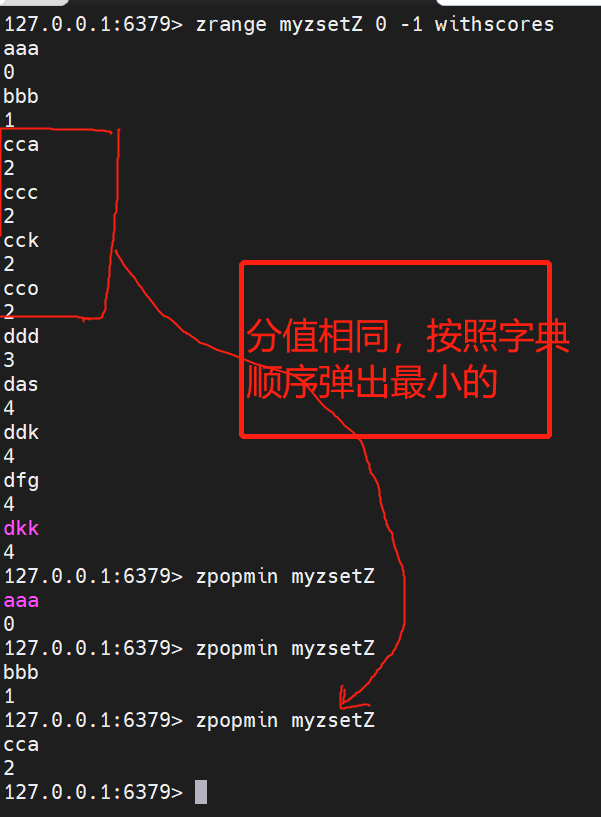 127.0.0.1:6379> zrange myzsetZ 0 -1 withscores
aaa
0
bbb
1
cca
2
ccc
2
cck
2
cco
2
ddd
3
das
4
ddk
4
dfg
4
dkk
4
分值相同，按照字典
顺序弹出最小的
127.0.0.1:6379> zpopmin myzsetZ
aaa
0
127.0.0.1:6379> zpopmin myzsetZ
bbb
1
127.0.0.1:6379> zpopmin myzsetZ
cca
2
127.0.0.1:6379>